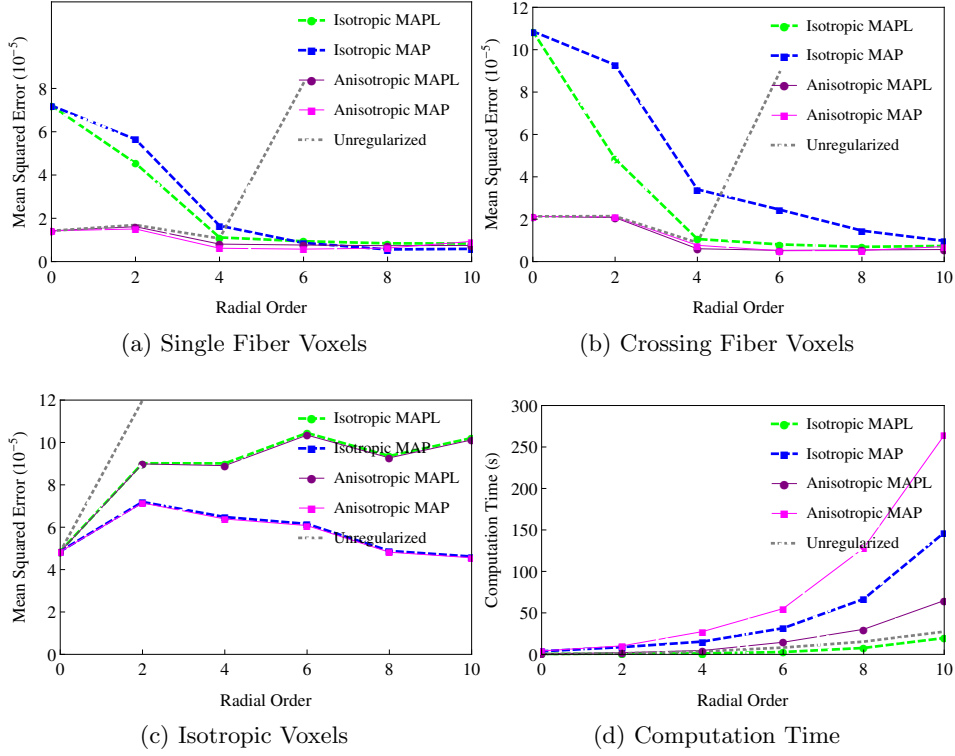 12
8
6
4
2
0
0 2 4 6 8 10
Mean Squared Error (10⁻⁵)
Radial Order
Isotropic MAPL
Isotropic MAP
Anisotropic MAPL
Anisotropic MAP
Unregularized
(a) Single Fiber Voxels
12
10
8
6
4
2
0
0 2 4 6 8 10
Mean Squared Error (10⁻⁵)
Radial Order
Isotropic MAPL
Isotropic MAP
Anisotropic MAPL
Anisotropic MAP
Unregularized
(b) Crossing Fiber Voxels
12
10
8
6
4
2
0
0 2 4 6 8 10
Mean Squared Error (10⁻⁵)
Radial Order
Isotropic MAPL
Isotropic MAP
Anisotropic MAPL
Anisotropic MAP
Unregularized
(c) Isotropic Voxels
300
250
200
150
100
50
0
0 2 4 6 8 10
Computation Time (s)
Radial Order
Isotropic MAPL
Isotropic MAP
Anisotropic MAPL
Anisotropic MAP
Unregularized
(d) Computation Time